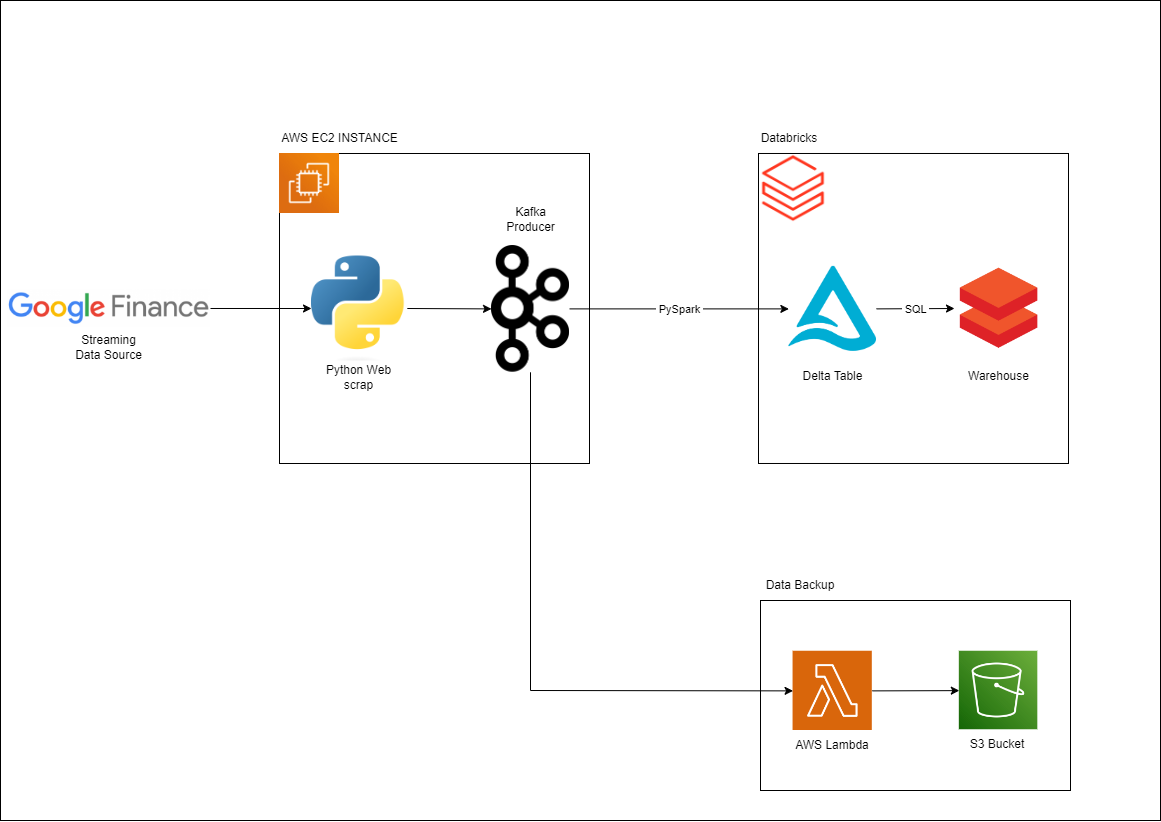 AWS EC2 INSTANCE
Databricks
Kafka
Producer
Google Finance
Streaming
Data Source
Python Web
scrap
PySpark
SQL
Delta Table
Warehouse
Data Backup
AWS Lambda
S3 Bucket